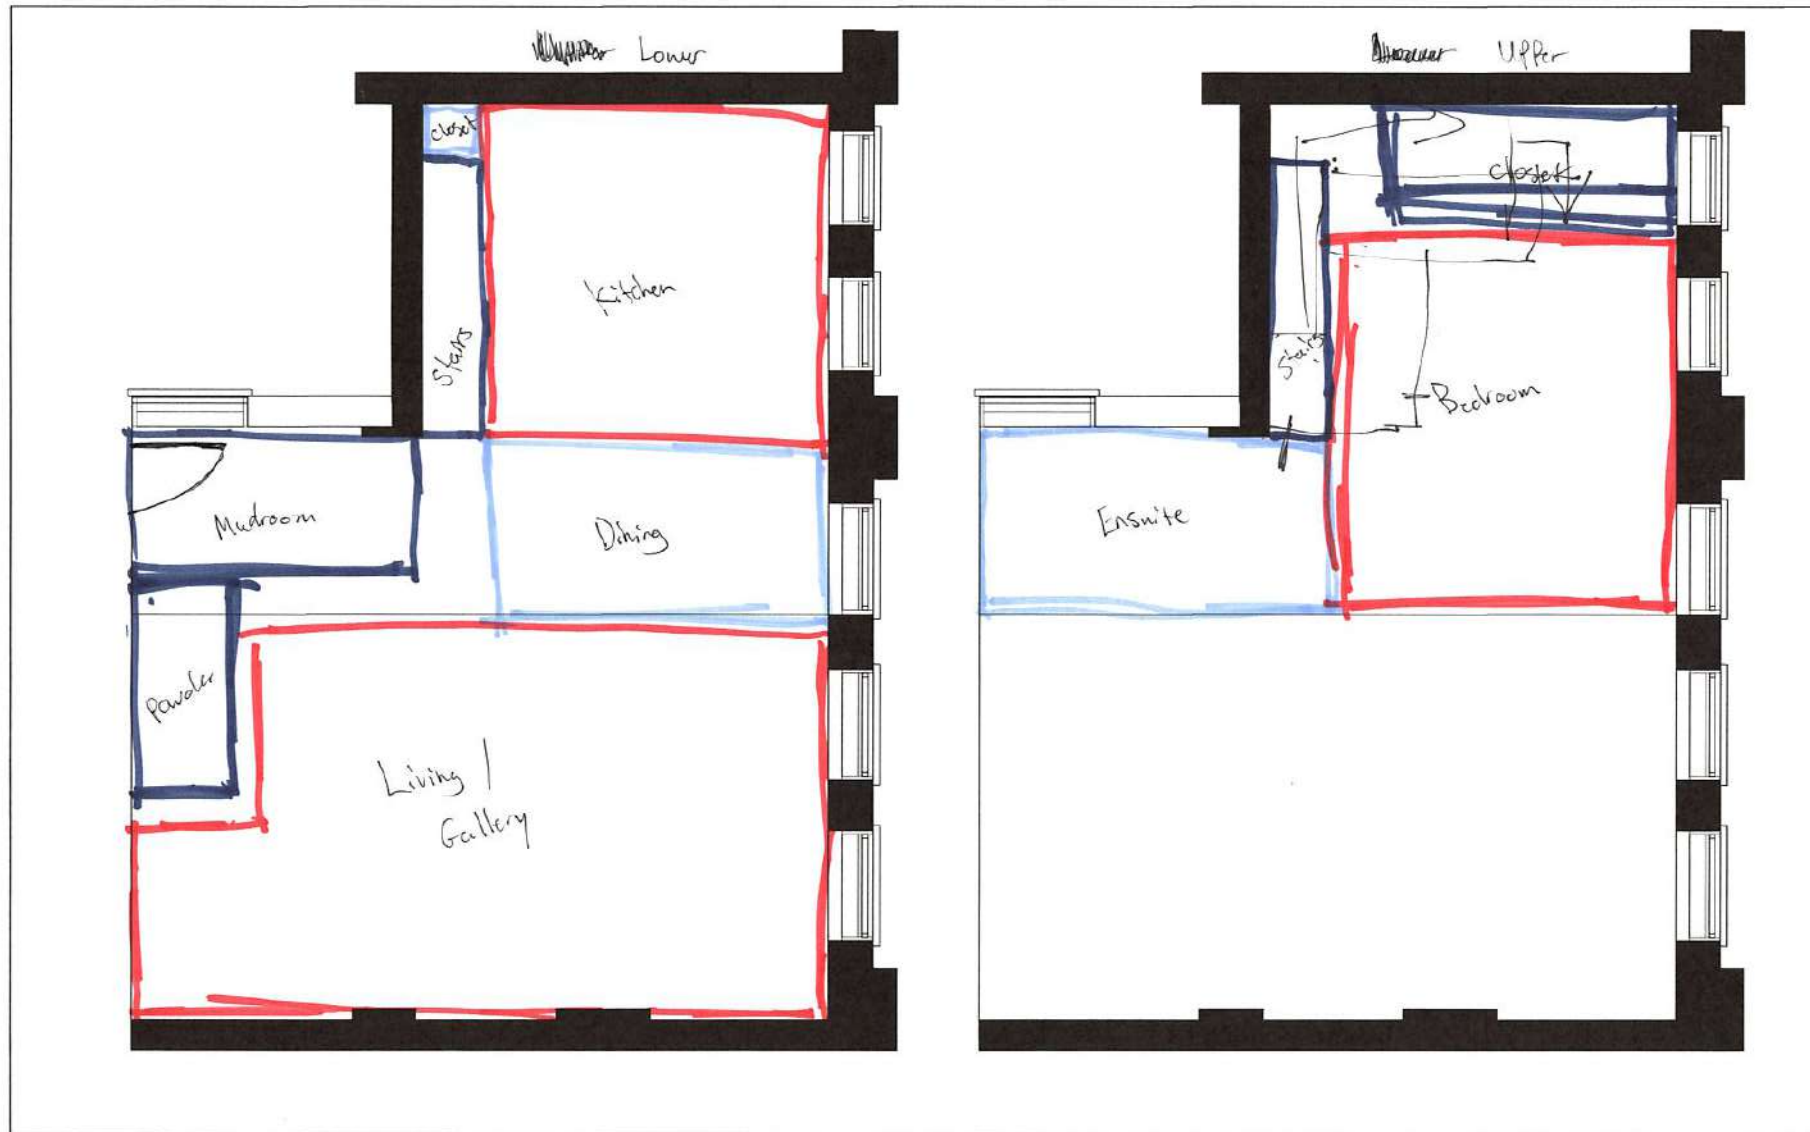 Lower
closet
Kitchen
Stairs
Mudroom
Dining
Powder
Living /
Gallery
Upper
closet
Stairs
Bedroom
Ensuite